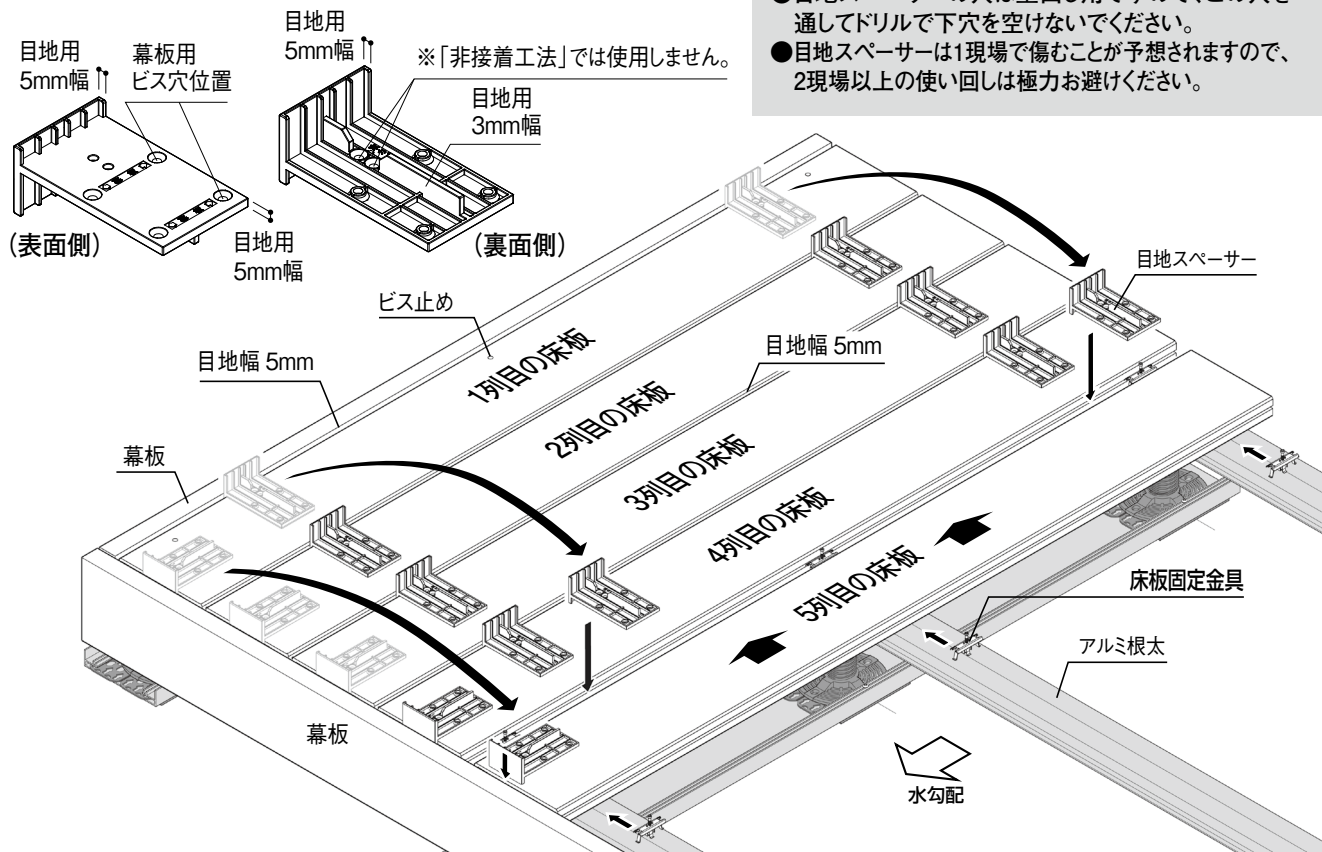 通してドリルで下穴を空けないでください。
●目地スペーサーは1現場で傷むことが予想されますので、
2現場以上の使い回しは極力お避けください。
目地用
5mm幅
幕板用
ビス穴位置
目地用
5mm幅
※「非接着工法」では使用しません。
目地用
3mm幅
(表面側)
目地用
5mm幅
(裏面側)
目地スペーサー
ビス止め
目地幅 5mm
目地幅 5mm
幕板
1列目の床板
2列目の床板
3列目の床板
4列目の床板
5列目の床板
床板固定金具
アルミ根太
幕板
水勾配